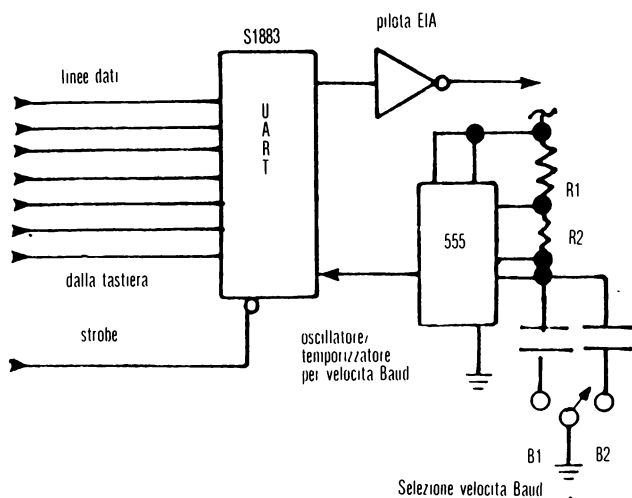 pilota EIA
S1883
linee dati
UART
R1
555
R2
dalla tastiera
strobe
oscillatore/
temporizzatore
per velocita Baud
B1
B2
Selezione velocita Baud